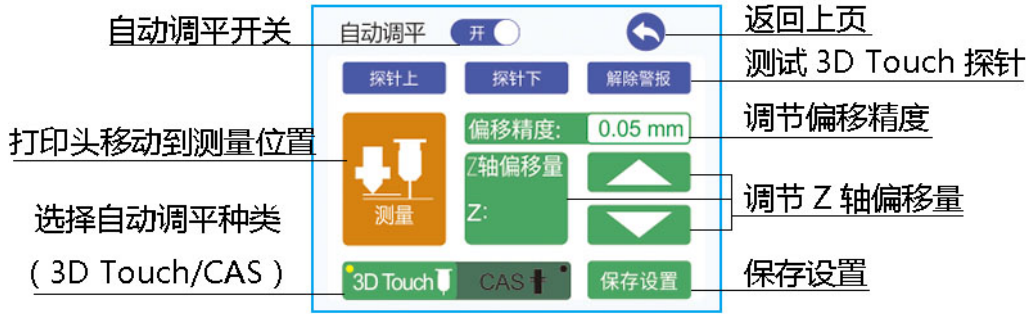 自动调平开关
打印头移动到测量位置
选择自动调平种类
( 3D Touch/CAS )
自动调平 开
探针上 探针下 解除警报
偏移精度: 0.05 mm
Z轴偏移量
Z:
测量
3D Touch CAS 保存设置
返回上页
测试 3D Touch 探针
调节偏移精度
调节 Z 轴偏移量
保存设置